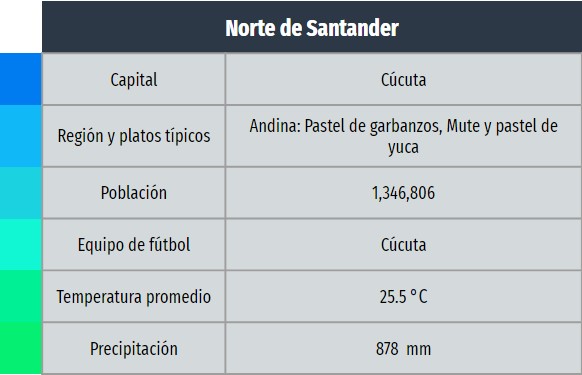 Norte de Santander
Capital
Cúcuta
Región y platos típicos
Andina: Pastel de garbanzos, Mute y pastel de
yuca
Población
1,346,806
Equipo de fútbol
Cúcuta
Temperatura promedio
25.5 °C
Precipitación
878 mm